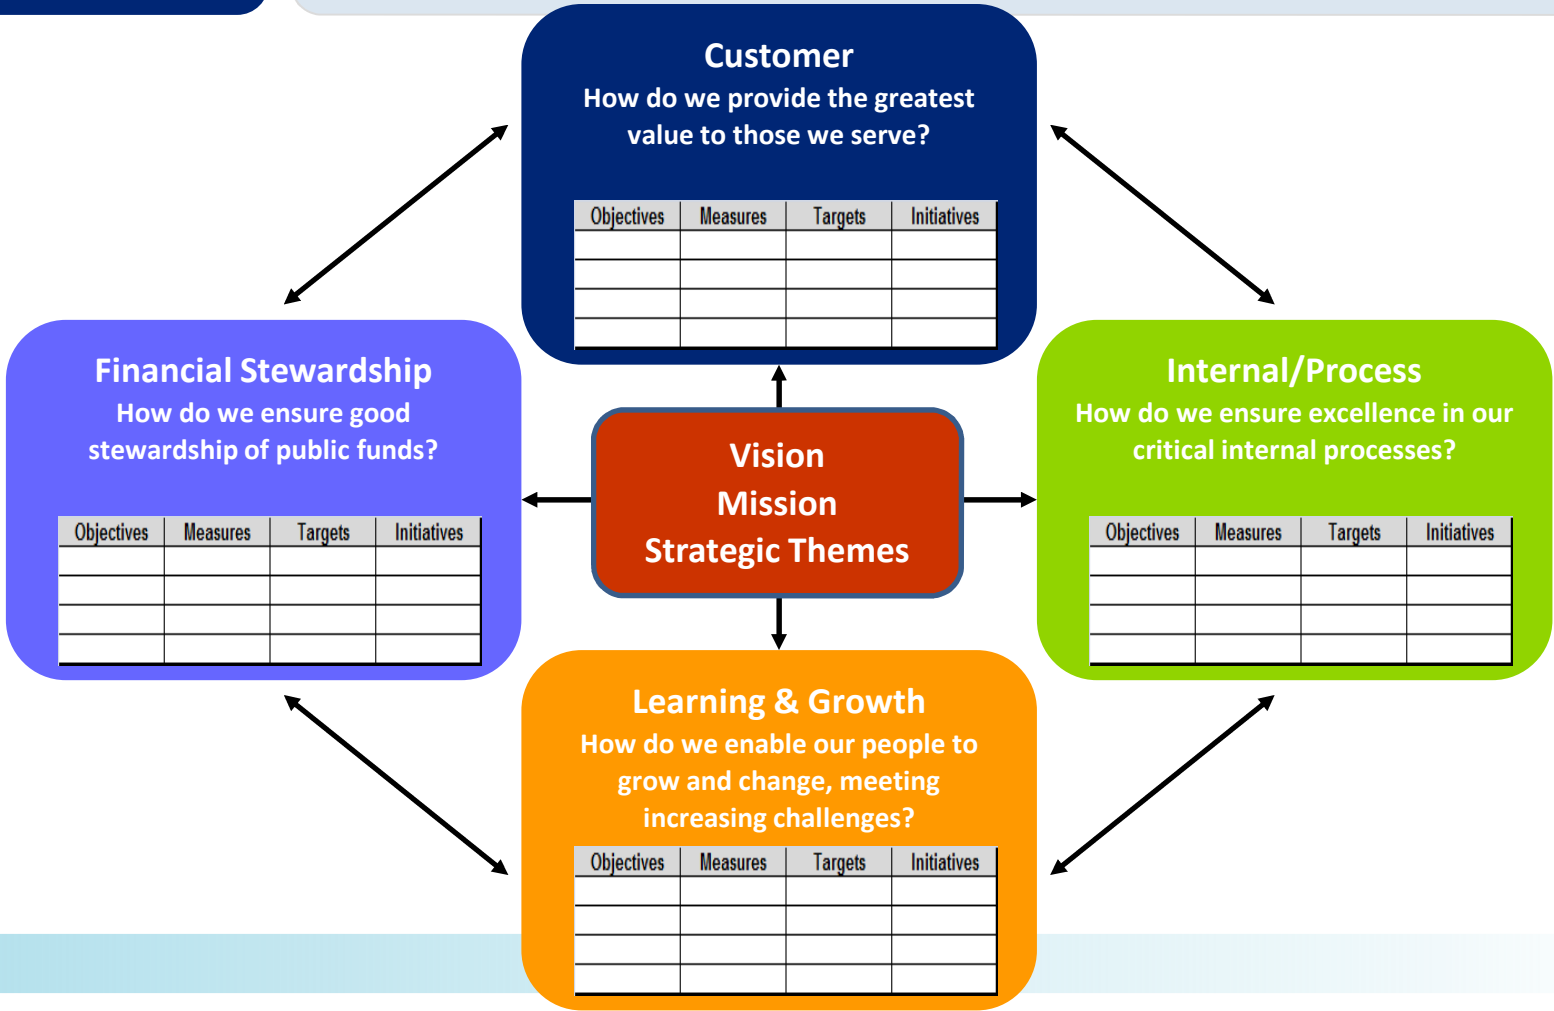 Customer
How do we provide the greatest
value to those we serve?
Objectives Measures Targets Initiatives
Financial Stewardship
How do we ensure good
stewardship of public funds?
Objectives Measures Targets Initiatives
Vision
Mission
Strategic Themes
Internal/Process
How do we ensure excellence in our
critical internal processes?
Objectives Measures Targets Initiatives
Learning & Growth
How do we enable our people to
grow and change, meeting
increasing challenges?
Objectives Measures Targets Initiatives